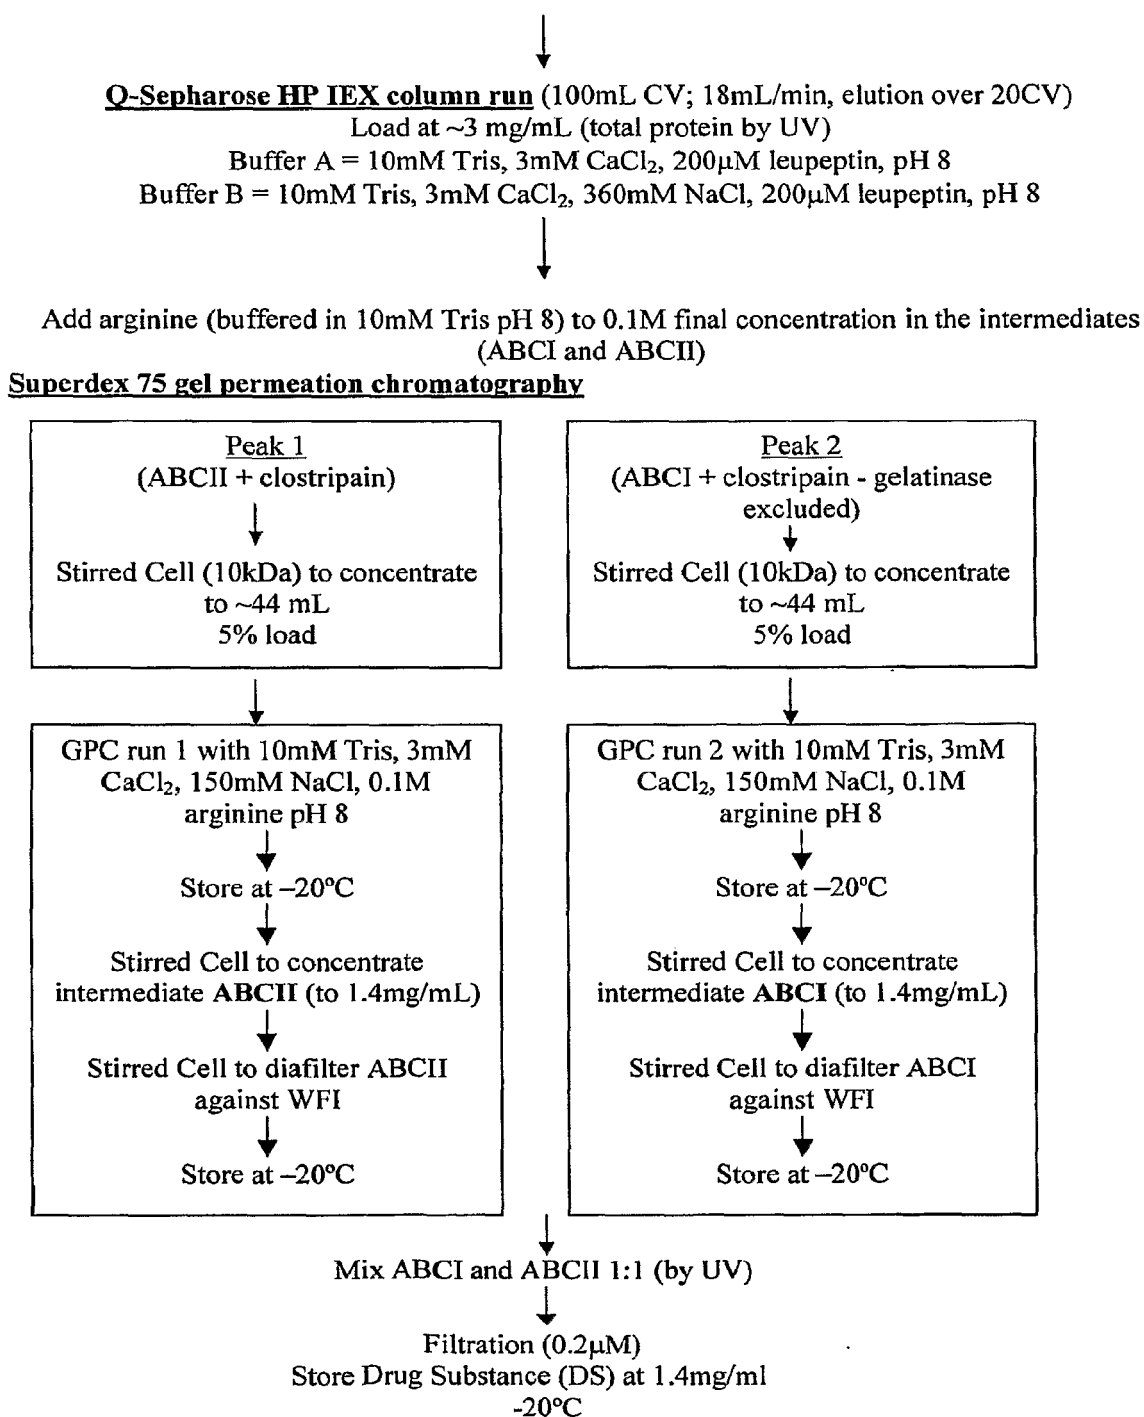 Q-Sepharose HP IEX column run (100mL CV; 18mL/min, elution over 20CV)
Load at ~3 mg/mL (total protein by UV)
Buffer A = 10mM Tris, 3mM CaCl₂, 200µM leupeptin, pH 8
Buffer B = 10mM Tris, 3mM CaCl₂, 360mM NaCl, 200µM leupeptin, pH 8
Add arginine (buffered in 10mM Tris pH 8) to 0.1M final concentration in the intermediates
(ABCI and ABCII)
Superdex 75 gel permeation chromatography
Peak 1
(ABCII + clostripain)
Stirred Cell (10kDa) to concentrate
to ~44 mL
5% load
GPC run 1 with 10mM Tris, 3mM
CaCl₂, 150mM NaCl, 0.1M
arginine pH 8
Store at –20°C
Stirred Cell to concentrate
intermediate ABCII (to 1.4mg/mL)
Stirred Cell to diafilter ABCII
against WFI
Store at –20°C
Peak 2
(ABCI + clostripain - gelatinase
excluded)
Stirred Cell (10kDa) to concentrate
to ~44 mL
5% load
GPC run 2 with 10mM Tris, 3mM
CaCl₂, 150mM NaCl, 0.1M
arginine pH 8
Store at –20°C
Stirred Cell to concentrate
intermediate ABCI (to 1.4mg/mL)
Stirred Cell to diafilter ABCI
against WFI
Store at –20°C
Mix ABCI and ABCII 1:1 (by UV)
Filtration (0.2µM)
Store Drug Substance (DS) at 1.4mg/ml
-20°C